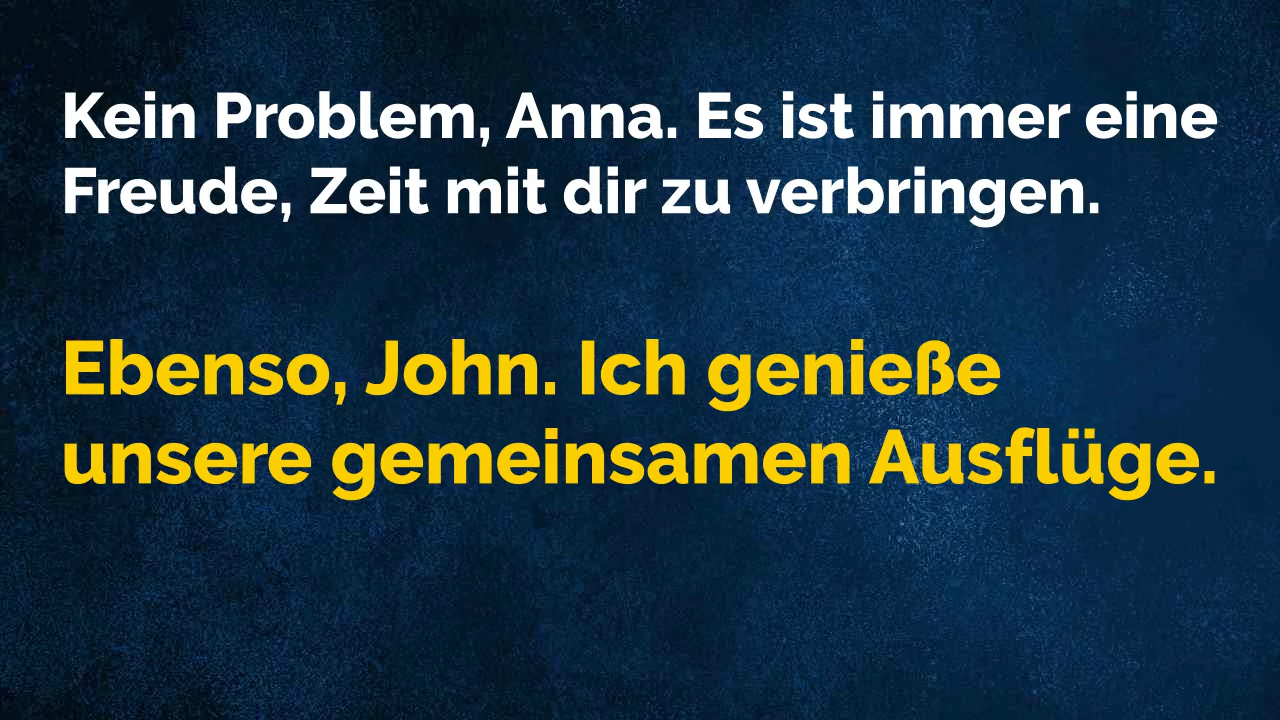 Kein Problem, Anna. Es ist immer eine
Freude, Zeit mit dir zu verbringen.
Ebenso, John. Ich genieße
unsere gemeinsamen Ausflüge.